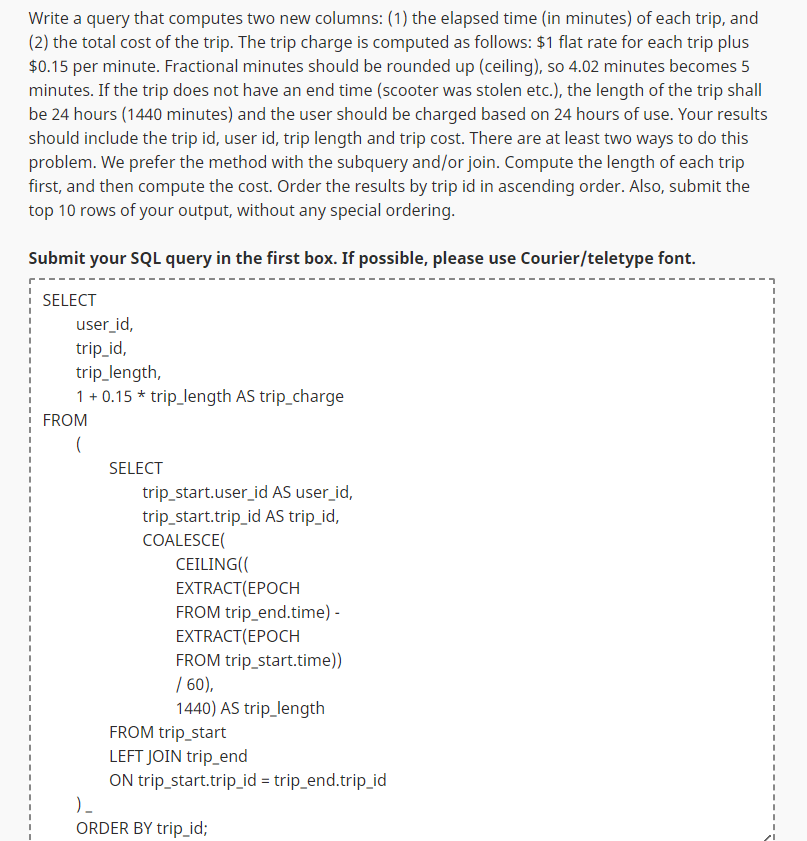 Write a query that computes two new columns: (1) the elapsed time (in minutes) of each trip, and
(2) the total cost of the trip. The trip charge is computed as follows: $1 flat rate for each trip plus
$0.15 per minute. Fractional minutes should be rounded up (ceiling), so 4.02 minutes becomes 5
minutes. If the trip does not have an end time (scooter was stolen etc.), the length of the trip shall
be 24 hours (1440 minutes) and the user should be charged based on 24 hours of use. Your results
should include the trip id, user id, trip length and trip cost. There are at least two ways to do this
problem. We prefer the method with the subquery and/or join. Compute the length of each trip
first, and then compute the cost. Order the results by trip id in ascending order. Also, submit the
top 10 rows of your output, without any special ordering.
Submit your SQL query in the first box. If possible, please use Courier/teletype font.
SELECT
user_id,
trip_id,
trip_length,
1 + 0.15 * trip_length AS trip_charge
FROM
(
SELECT
trip_start.user_id AS user_id,
trip_start.trip_id AS trip_id,
COALESCE(
CEILING((
EXTRACT(EPOCH
FROM trip_end.time) -
EXTRACT(EPOCH
FROM trip_start.time))
/ 60),
1440) AS trip_length
FROM trip_start
LEFT JOIN trip_end
ON trip_start.trip_id = trip_end.trip_id
) _
ORDER BY trip_id;